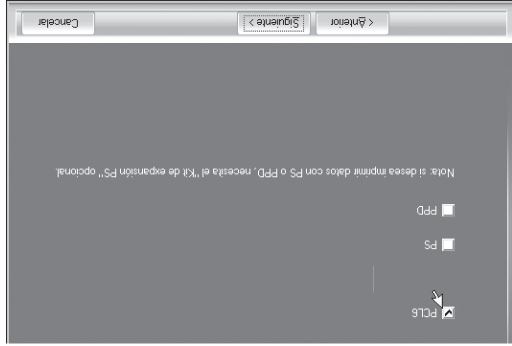 PCL6
PS
PPD
Nota: si desea imprimir datos con PS o PPD, necesita el "Kit de expansión PS" opcional.
< Anterior
Siguiente >
Cancelar